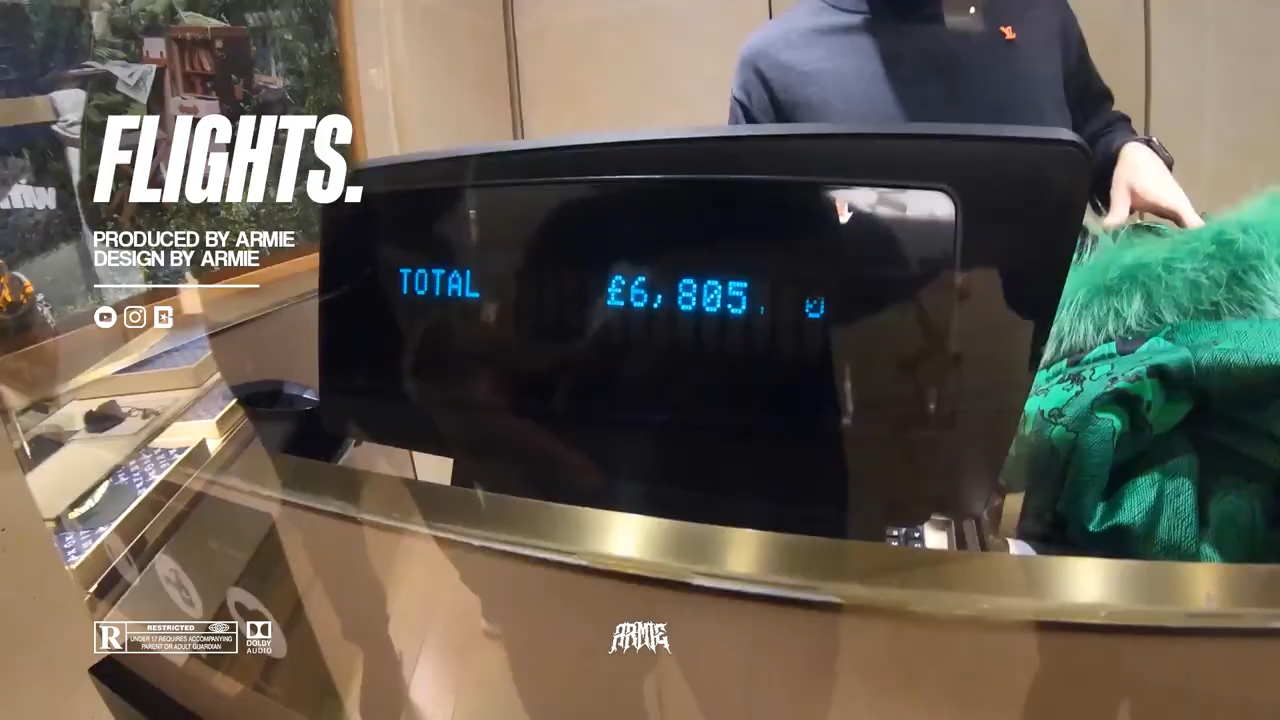 FLIGHTS.
PRODUCED BY ARMIE
DESIGN BY ARMIE
TOTAL £6,805.
R RESTRICTED
UNDER 17 REQUIRES ACCOMPANYING
PARENT OR ADULT GUARDIAN
DOLBY
AUDIO
ARMIE